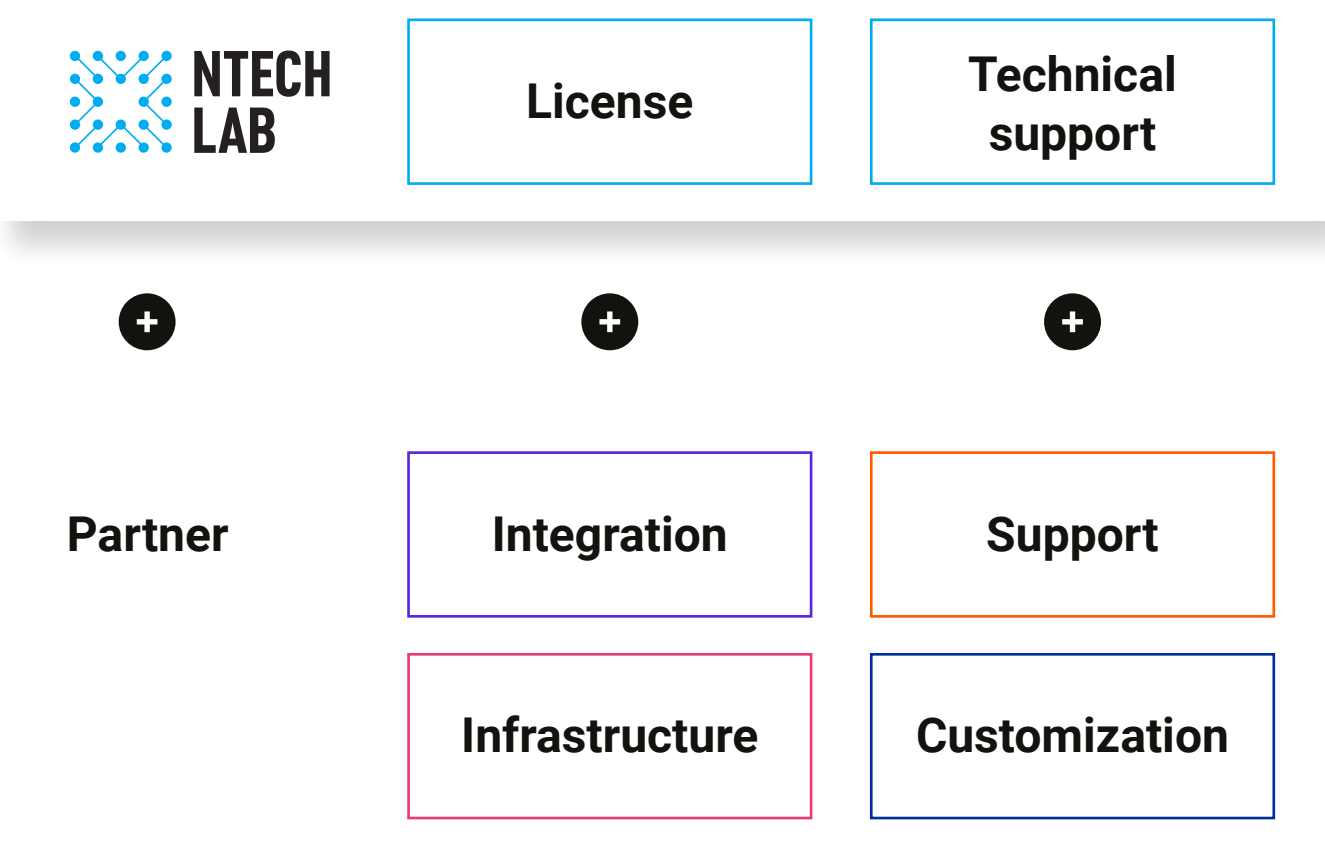 NTECH
LAB
License
Technical
support
+ + +
Partner
Integration
Support
Infrastructure
Customization